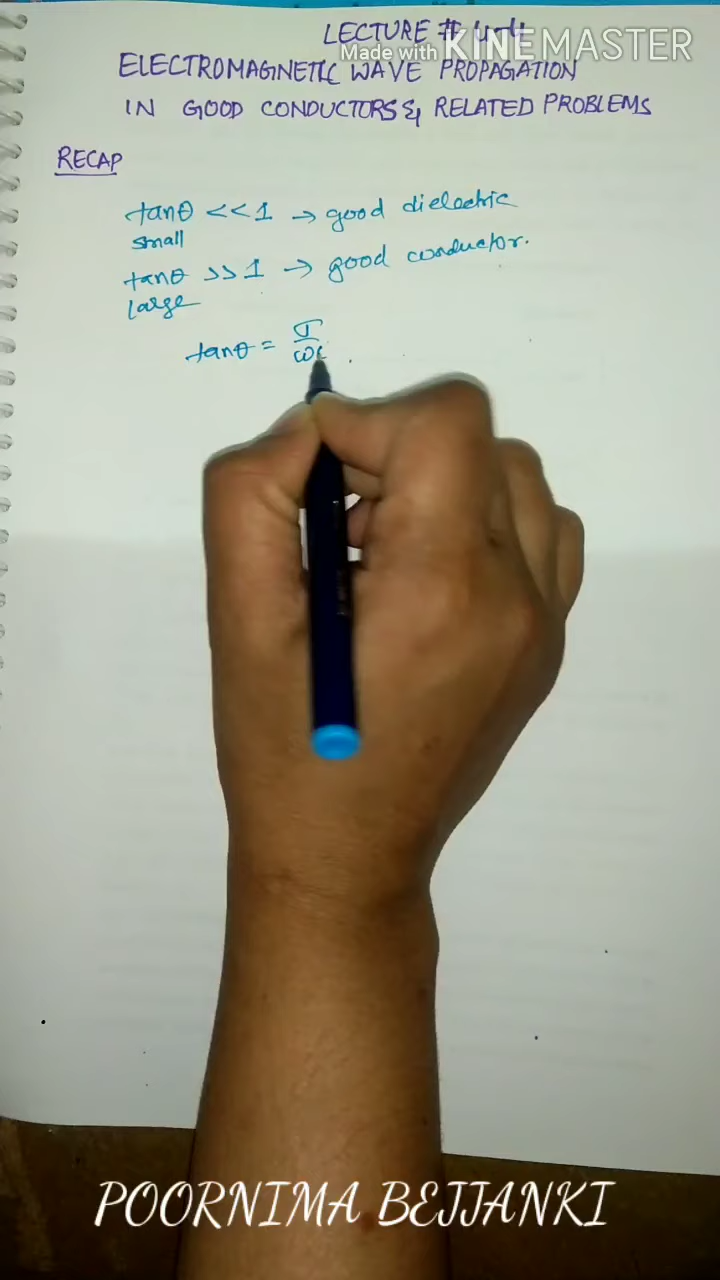 LECTURE #
Made with KINEMASTER
ELECTROMAGNETIC WAVE PROPAGATION
IN GOOD CONDUCTORS & RELATED PROBLEMS
RECAP
tanθ << 1 → good dielectric
small
tanθ >> 1 → good conductor.
large
tanθ = σ/ωϵ
POORNIMA BEJJANKI